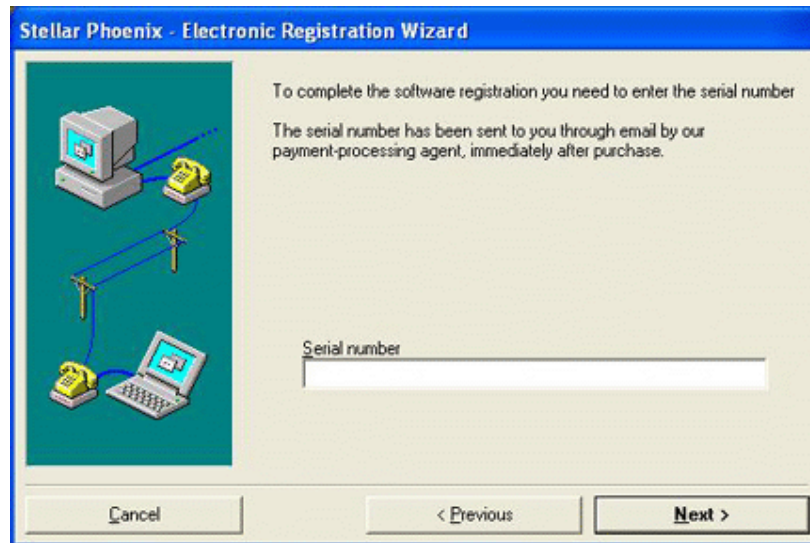 Stellar Phoenix - Electronic Registration Wizard
To complete the software registration you need to enter the serial number
The serial number has been sent to you through email by our
payment-processing agent, immediately after purchase.
Serial number
Cancel
< Previous
Next >